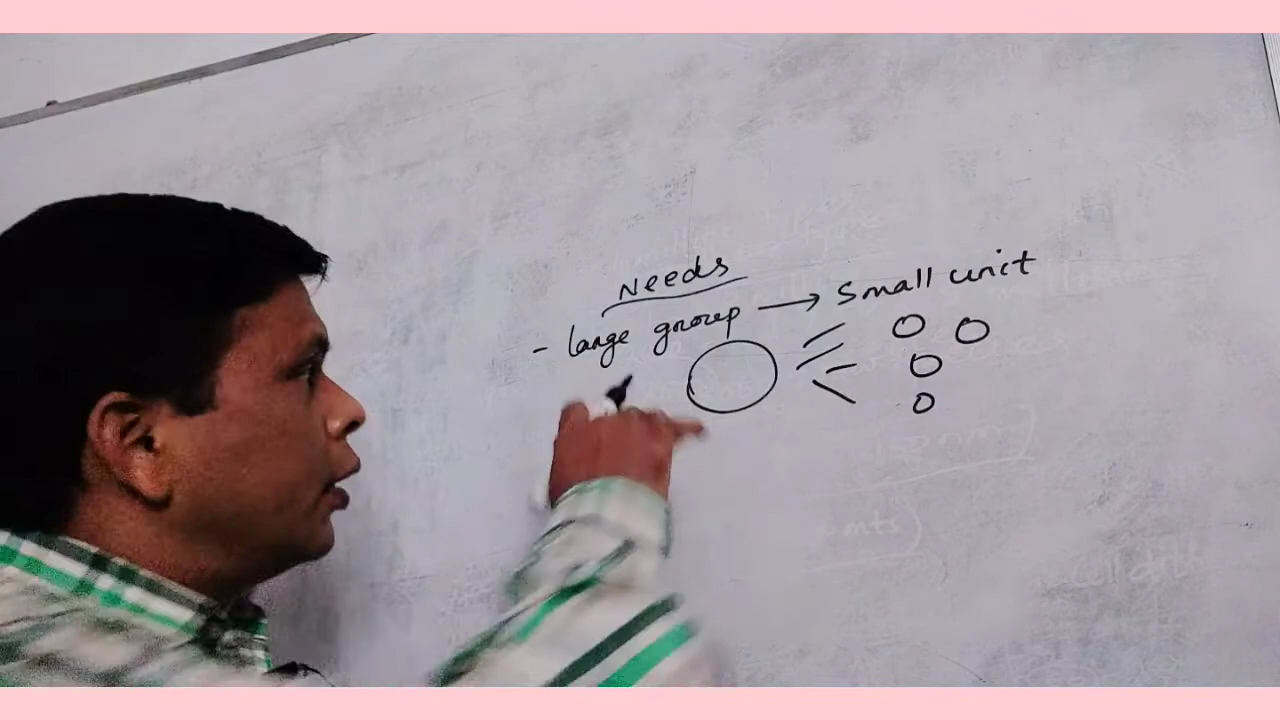 Needs
- large group → Small unit